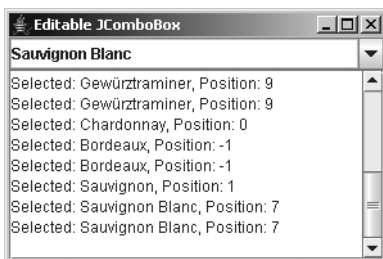 Editable JComboBox
Sauvignon Blanc
Selected: Gewürztraminer, Position: 9
Selected: Gewürztraminer, Position: 9
Selected: Chardonnay, Position: 0
Selected: Bordeaux, Position: -1
Selected: Bordeaux, Position: -1
Selected: Sauvignon, Position: 1
Selected: Sauvignon Blanc, Position: 7
Selected: Sauvignon Blanc, Position: 7